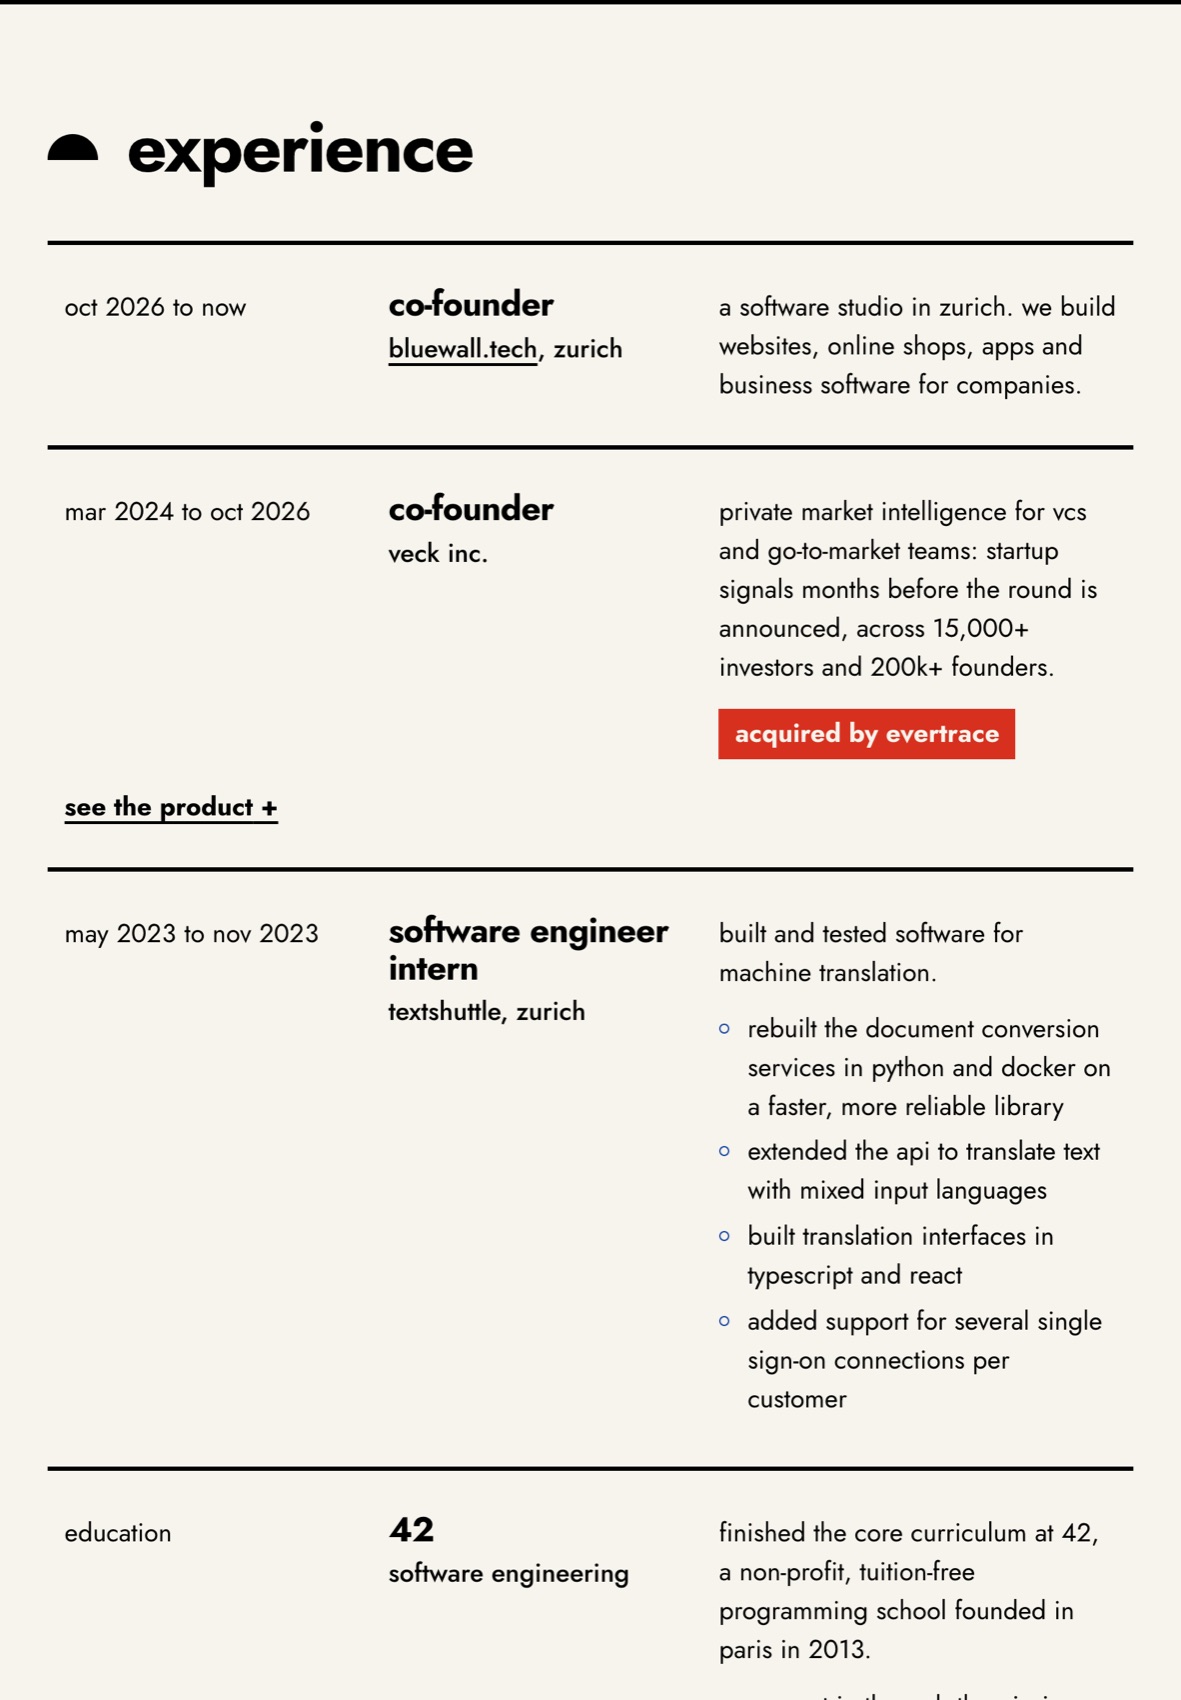 experience
oct 2026 to now
co-founder
bluewall.tech, zurich
a software studio in zurich. we build
websites, online shops, apps and
business software for companies.
mar 2024 to oct 2026
co-founder
veck inc.
private market intelligence for vcs
and go-to-market teams: startup
signals months before the round is
announced, across 15,000+
investors and 200k+ founders.
acquired by evertrace
see the product +
may 2023 to nov 2023
software engineer
intern
textshuttle, zurich
built and tested software for
machine translation.
rebuilt the document conversion
services in python and docker on
a faster, more reliable library
extended the api to translate text
with mixed input languages
built translation interfaces in
typescript and react
added support for several single
sign-on connections per
customer
education
42
software engineering
finished the core curriculum at 42,
a non-profit, tuition-free
programming school founded in
paris in 2013.